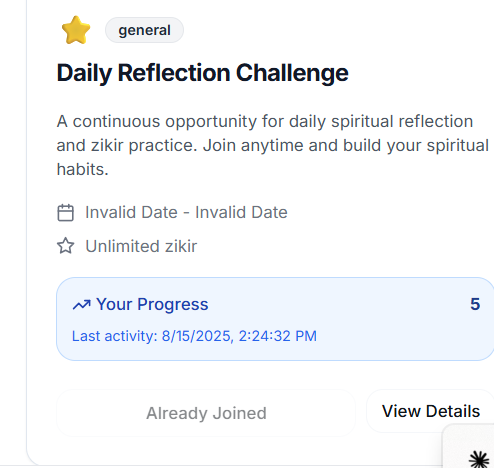 general
Daily Reflection Challenge
A continuous opportunity for daily spiritual reflection
and zikir practice. Join anytime and build your spiritual
habits.
Invalid Date - Invalid Date
Unlimited zikir
Your Progress 5
Last activity: 8/15/2025, 2:24:32 PM
Already Joined View Details